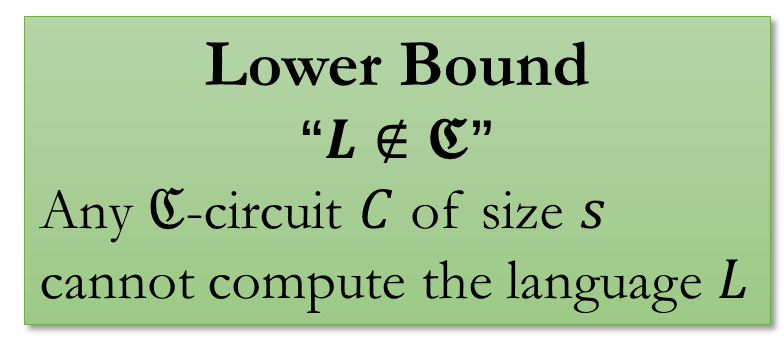 Lower Bound
“𝑳 ∉ 𝕮”
Any 𝕮-circuit 𝐶 of size 𝑠
cannot compute the language 𝐿